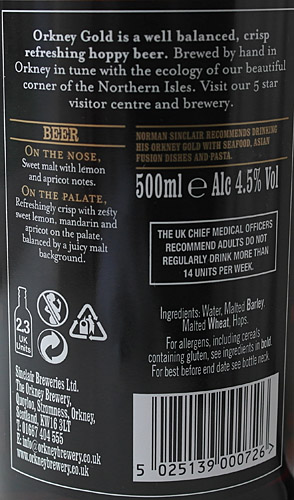 Orkney Gold is a well balanced, crisp
refreshing hoppy beer. Brewed by hand in
Orkney in tune with the ecology of our beautiful
corner of the Northern Isles. Visit our 5 star
visitor centre and brewery.
BEER
ON THE NOSE,
Sweet malt with lemon
and apricot notes.
ON THE PALATE,
Refreshingly crisp with zesty
sweet lemon, mandarin and
apricot on the palate,
balanced by a juicy malt
background.
NORMAN SINCLAIR RECOMMENDS DRINKING
HIS ORKNEY GOLD WITH SEAFOOD, ASIAN
FUSION DISHES AND PASTA.
500ml ℮ Alc 4.5% Vol
THE UK CHIEF MEDICAL OFFICERS
RECOMMEND ADULTS DO NOT
REGULARLY DRINK MORE THAN
14 UNITS PER WEEK.
2.3
UK
Units
Ingredients: Water, Malted Barley,
Malted Wheat, Hops.
For allergens, including cereals
containing gluten, see ingredients in bold.
For best before end date see bottle neck.
Sinclair Breweries Ltd.
The Orkney Brewery,
Quoyloo, Stromness, Orkney,
Scotland, KW16 3LT
T: 01667 404 555
E: info@orkneybrewery.co.uk
www.orkneybrewery.co.uk
5 025139 000726 >